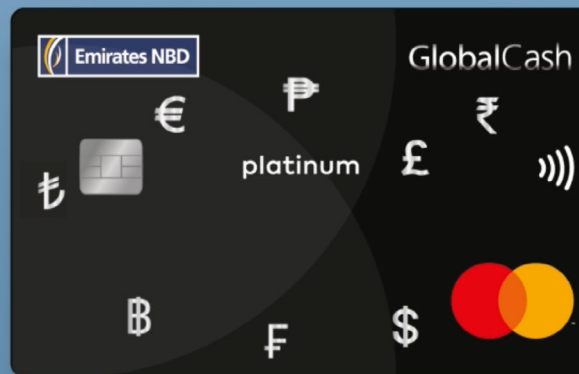 Emirates NBD
GlobalCash
€ ₱ ₹
platinum £
₺
฿ ₣ $